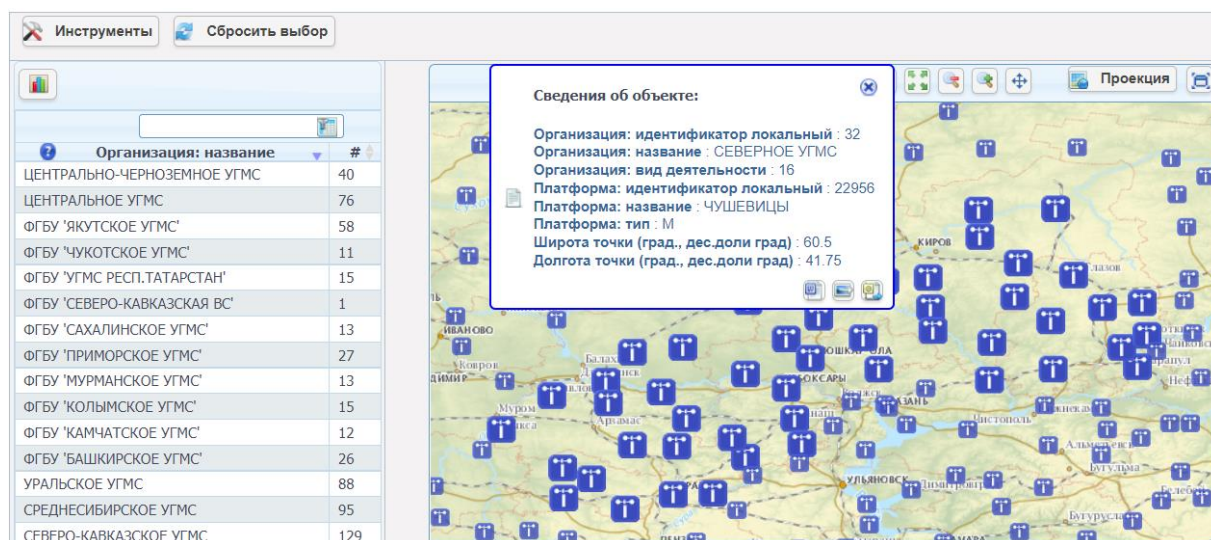 Инструменты
Сбросить выбор
Проекция
Организация: название #
ЦЕНТРАЛЬНО-ЧЕРНОЗЕМНОЕ УГМС 40
ЦЕНТРАЛЬНОЕ УГМС 76
ФГБУ 'ЯКУТСКОЕ УГМС' 58
ФГБУ 'ЧУКОТСКОЕ УГМС' 11
ФГБУ 'УГМС РЕСП.ТАТАРСТАН' 15
ФГБУ 'СЕВЕРО-КАВКАЗСКАЯ ВС' 1
ФГБУ 'САХАЛИНСКОЕ УГМС' 13
ФГБУ 'ПРИМОРСКОЕ УГМС' 27
ФГБУ 'МУРМАНСКОЕ УГМС' 13
ФГБУ 'КОЛЫМСКОЕ УГМС' 15
ФГБУ 'КАМЧАТСКОЕ УГМС' 12
ФГБУ 'БАШКИРСКОЕ УГМС' 26
УРАЛЬСКОЕ УГМС 88
СРЕДНЕСИБИРСКОЕ УГМС 95
СЕВЕРО-КАВКАЗСКОЕ УГМС 129
Сведения об объекте:
Организация: идентификатор локальный : 32
Организация: название : СЕВЕРНОЕ УГМС
Организация: вид деятельности : 16
Платформа: идентификатор локальный : 22956
Платформа: название : ЧУШЕВИЦЫ
Платформа: тип : М
Широта точки (град., дес.доли град) : 60.5
Долгота точки (град., дес.доли град) : 41.75
КИРОВ
ИВАНОВО
Ковров
Муром
Арзамас
Чистополь
УЛЬЯНОВСК
Бугульма